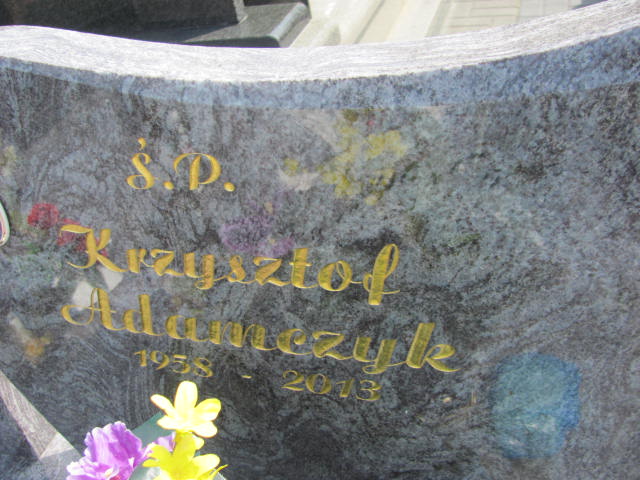 Ś.P.
Krzysztof
Adamczyk
1958 - 2013